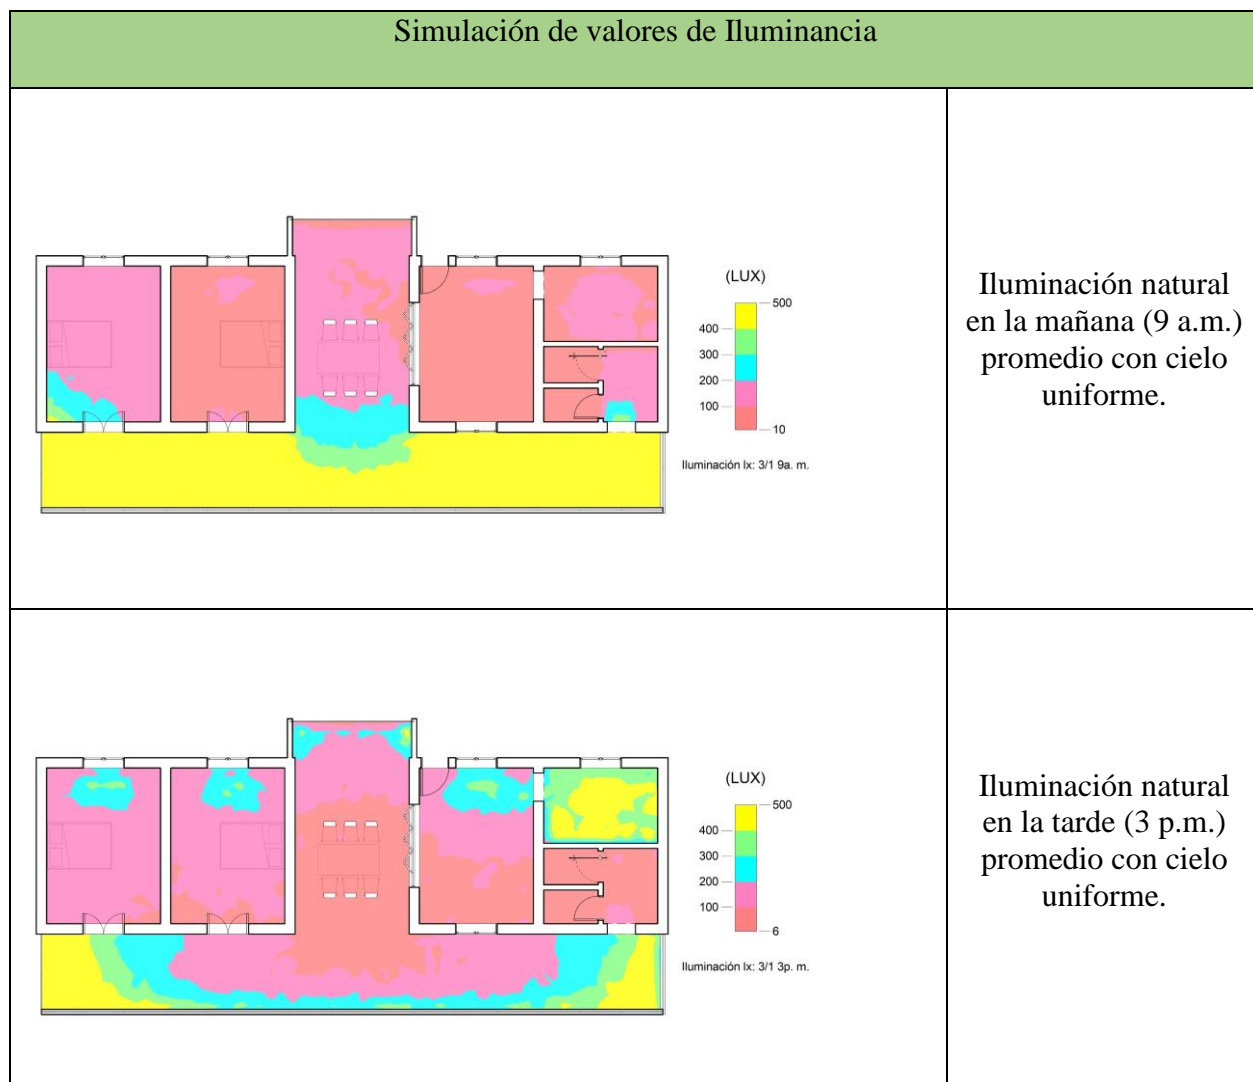 Simulación de valores de Iluminancia
(LUX)
500
400
300
200
100
10
Iluminación lx: 3/1 9a. m.
Iluminación natural
en la mañana (9 a.m.)
promedio con cielo
uniforme.
(LUX)
500
400
300
200
100
6
Iluminación lx: 3/1 3p. m.
Iluminación natural
en la tarde (3 p.m.)
promedio con cielo
uniforme.